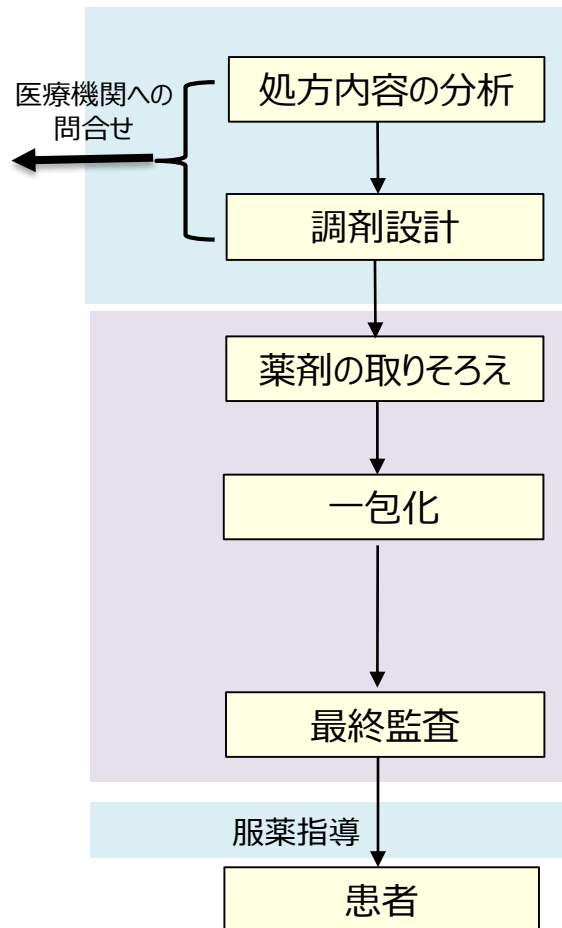 処方内容の分析
医療機関への
問合せ
調剤設計
薬剤の取りそろえ
一包化
最終監査
服薬指導
患者